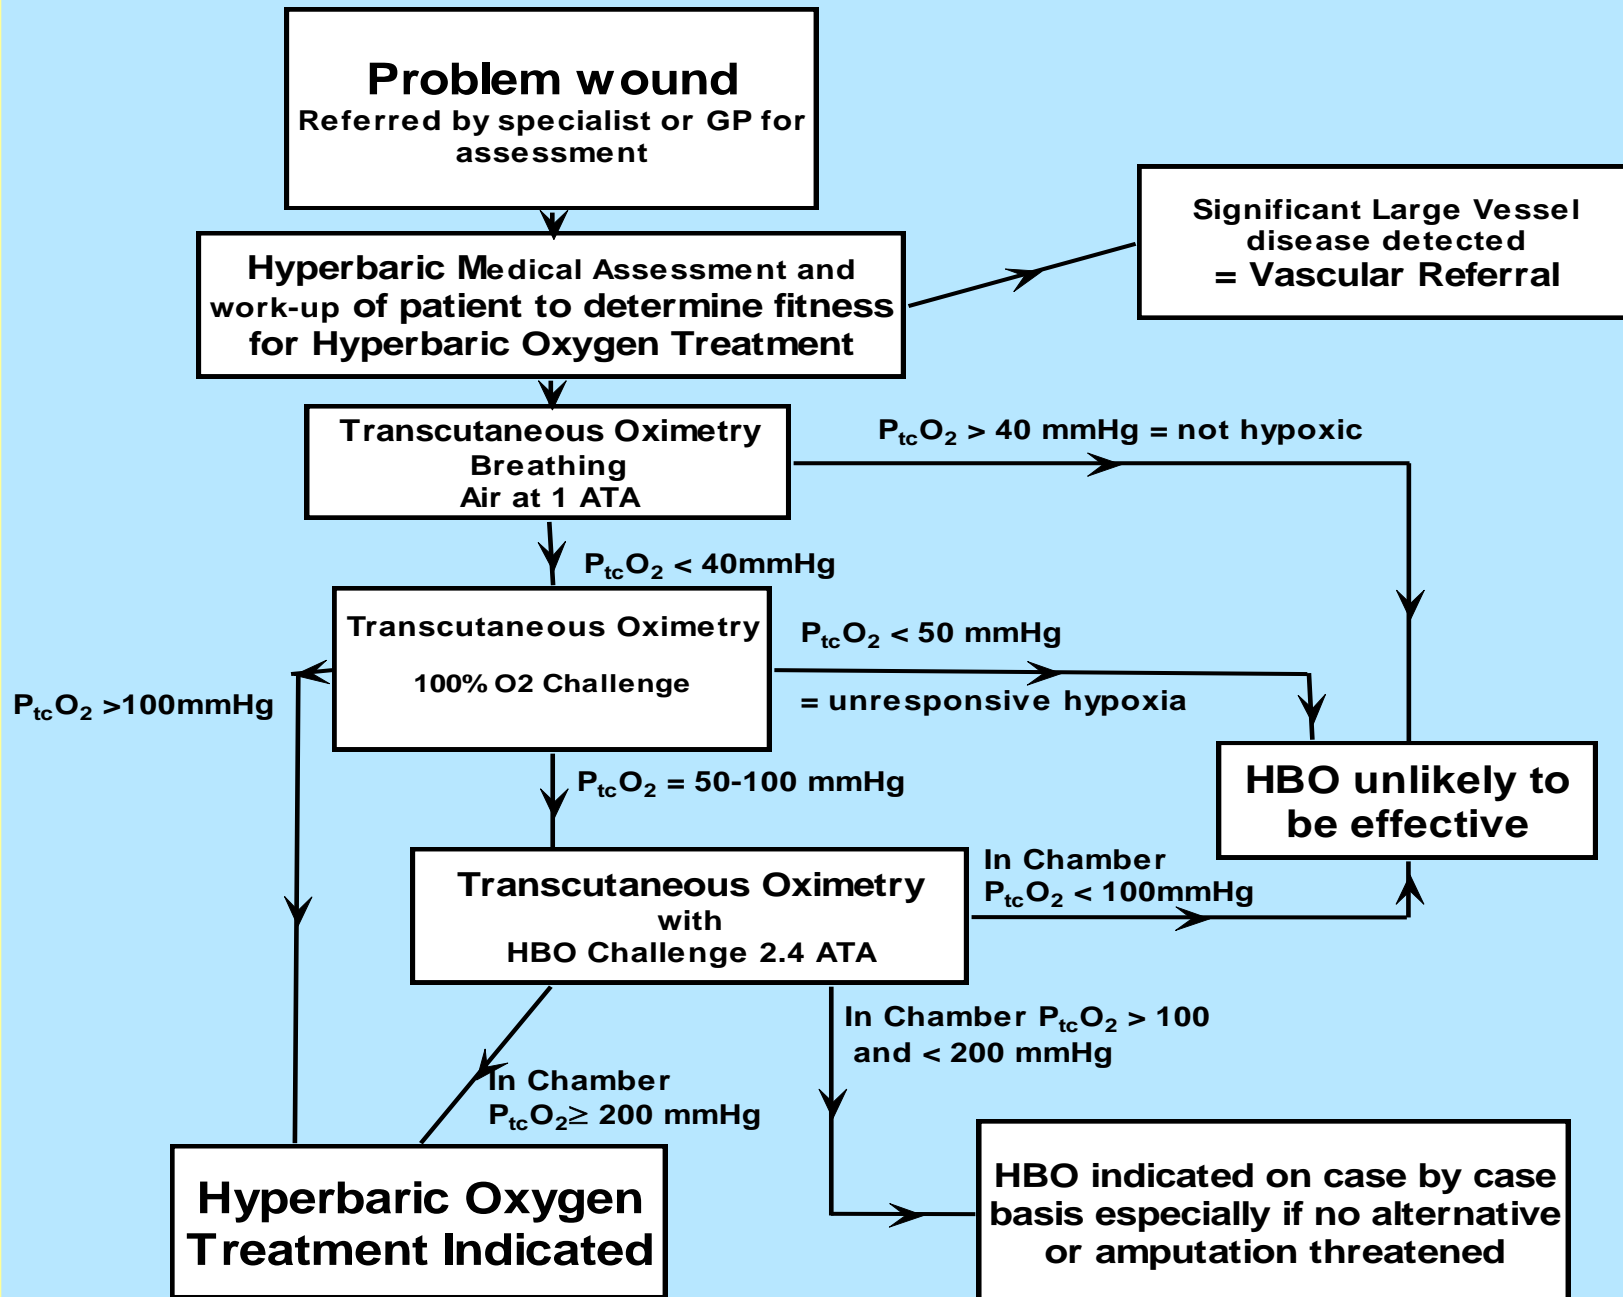 Problem wound
Referred by specialist or GP for
assessment
Significant Large Vessel
disease detected
= Vascular Referral
Hyperbaric Medical Assessment and
work-up of patient to determine fitness
for Hyperbaric Oxygen Treatment
Transcutaneous Oximetry
Breathing
Air at 1 ATA
PtcO2 > 40 mmHg = not hypoxic
PtcO2 < 40mmHg
Transcutaneous Oximetry
100% O2 Challenge
PtcO2 < 50 mmHg
= unresponsive hypoxia
PtcO2 >100mmHg
PtcO2 = 50-100 mmHg
HBO unlikely to
be effective
Transcutaneous Oximetry
with
HBO Challenge 2.4 ATA
In Chamber
PtcO2 < 100mmHg
In Chamber PtcO2 > 100
and < 200 mmHg
In Chamber
PtcO2≥ 200 mmHg
Hyperbaric Oxygen
Treatment Indicated
HBO indicated on case by case
basis especially if no alternative
or amputation threatened